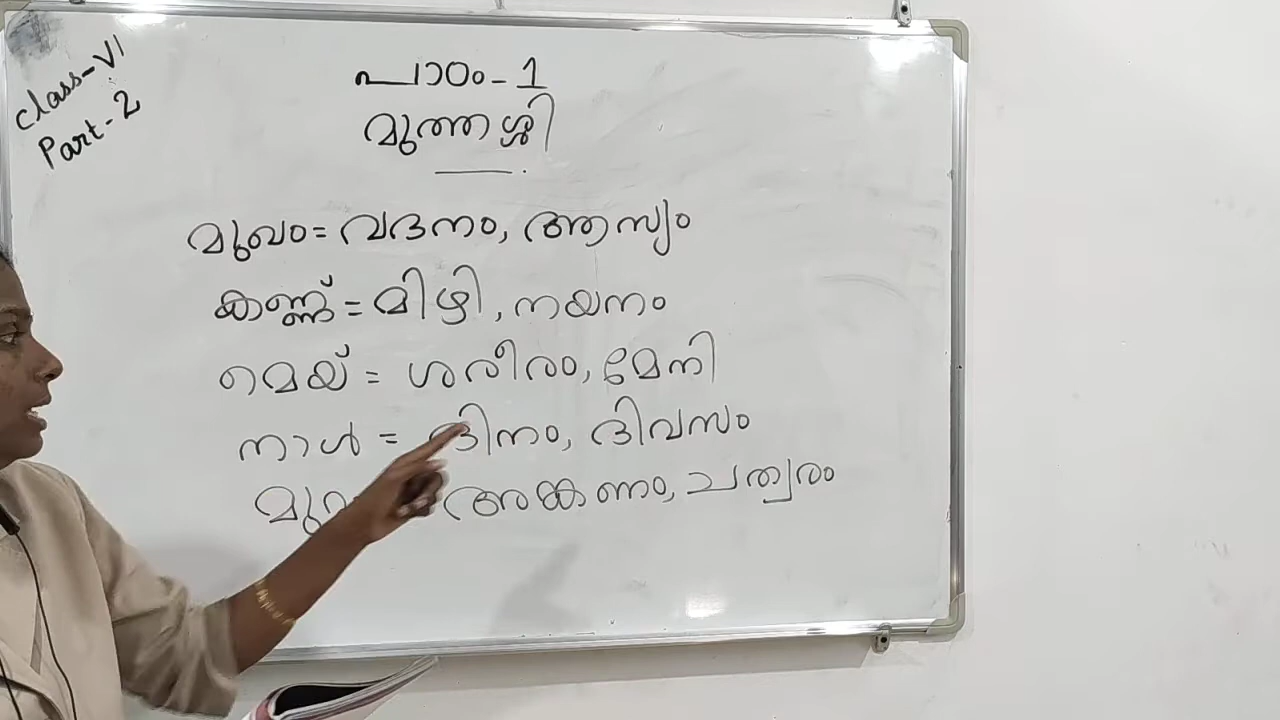 Class-VI
Part-2
പാഠം-1
മുത്തശ്ശി
മുഖം= വദനം, ആസ്യം
കണ്ണ് = മിഴി, നയനം
മെയ് = ശരീരം, മേനി
നാൾ = ദിനം, ദിവസം
അങ്കണം, ചത്വരം